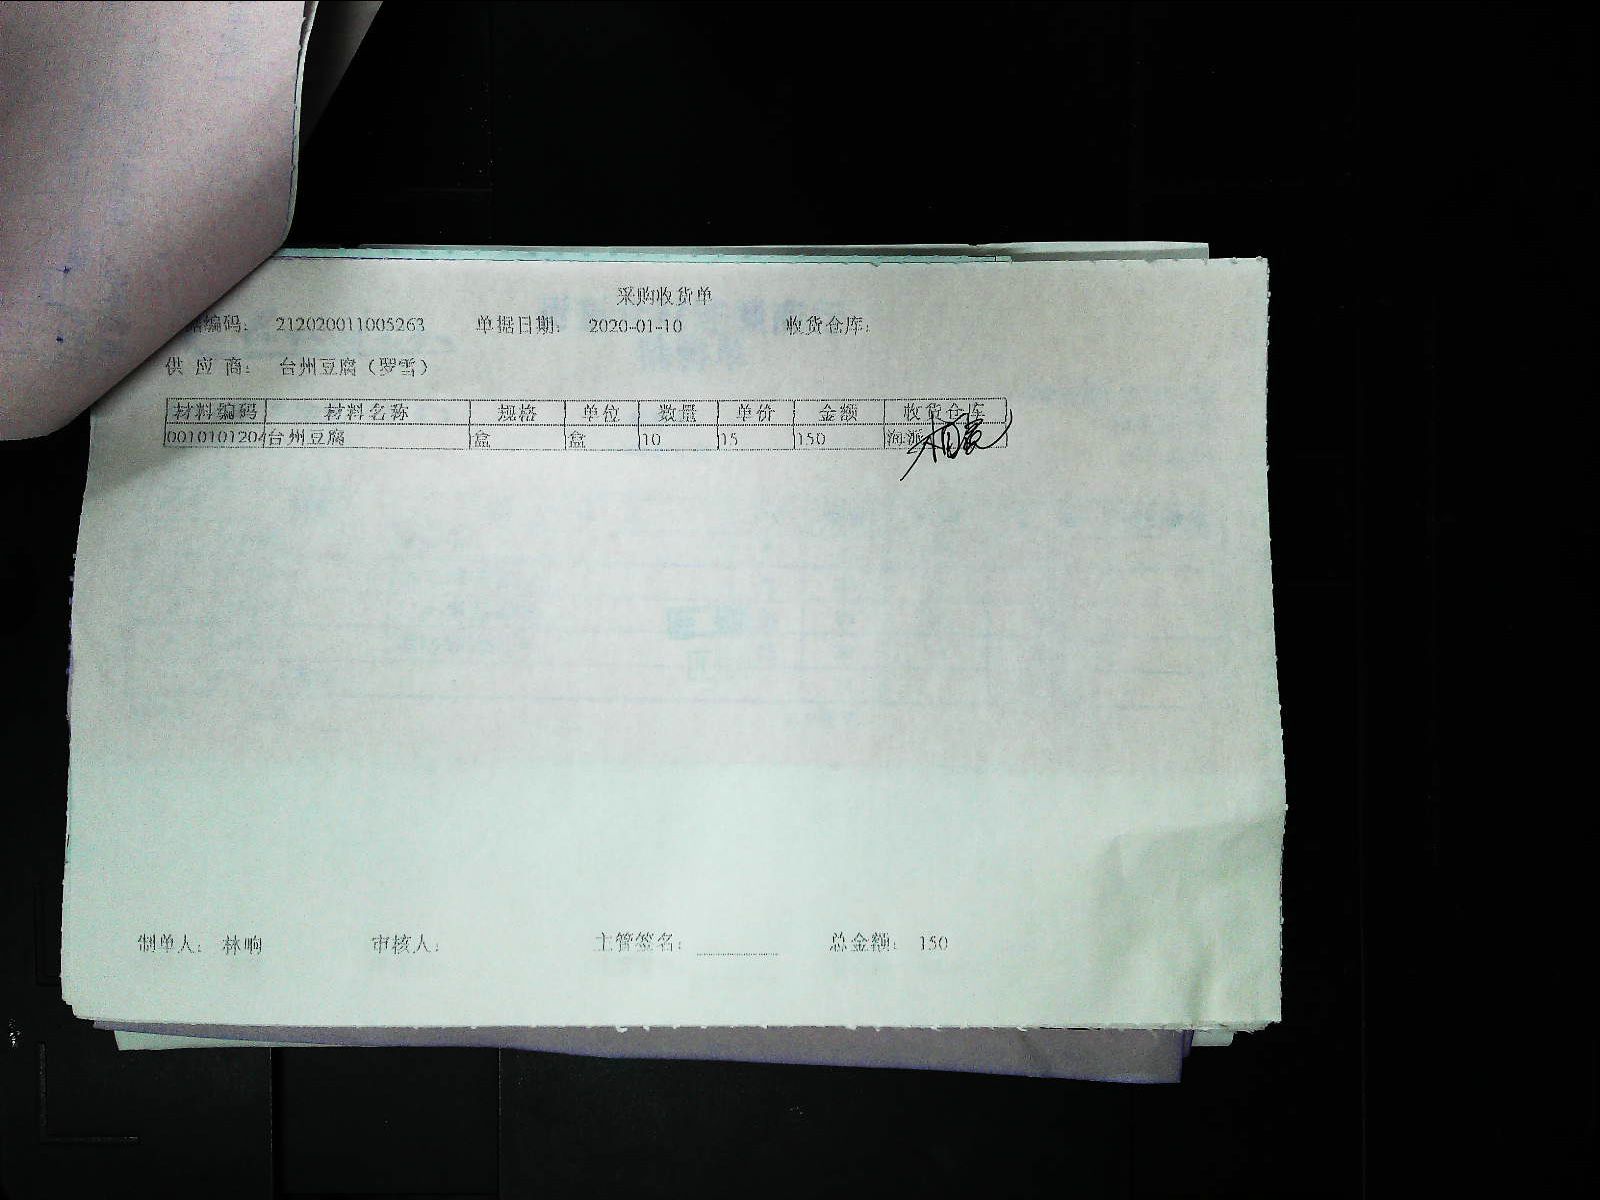 采购收货单
编码： 212020011005263 单据日期： 2020-01-10 收货仓库：
供 应 商： 台州豆腐（罗雪）
材料编码 材料名称 规格 单位 数量 单价 金额 收货仓库
0010101204 台州豆腐 盒 盒 10 15 150
制单人： 林响 审核人： 主管签名： 总金额： 150